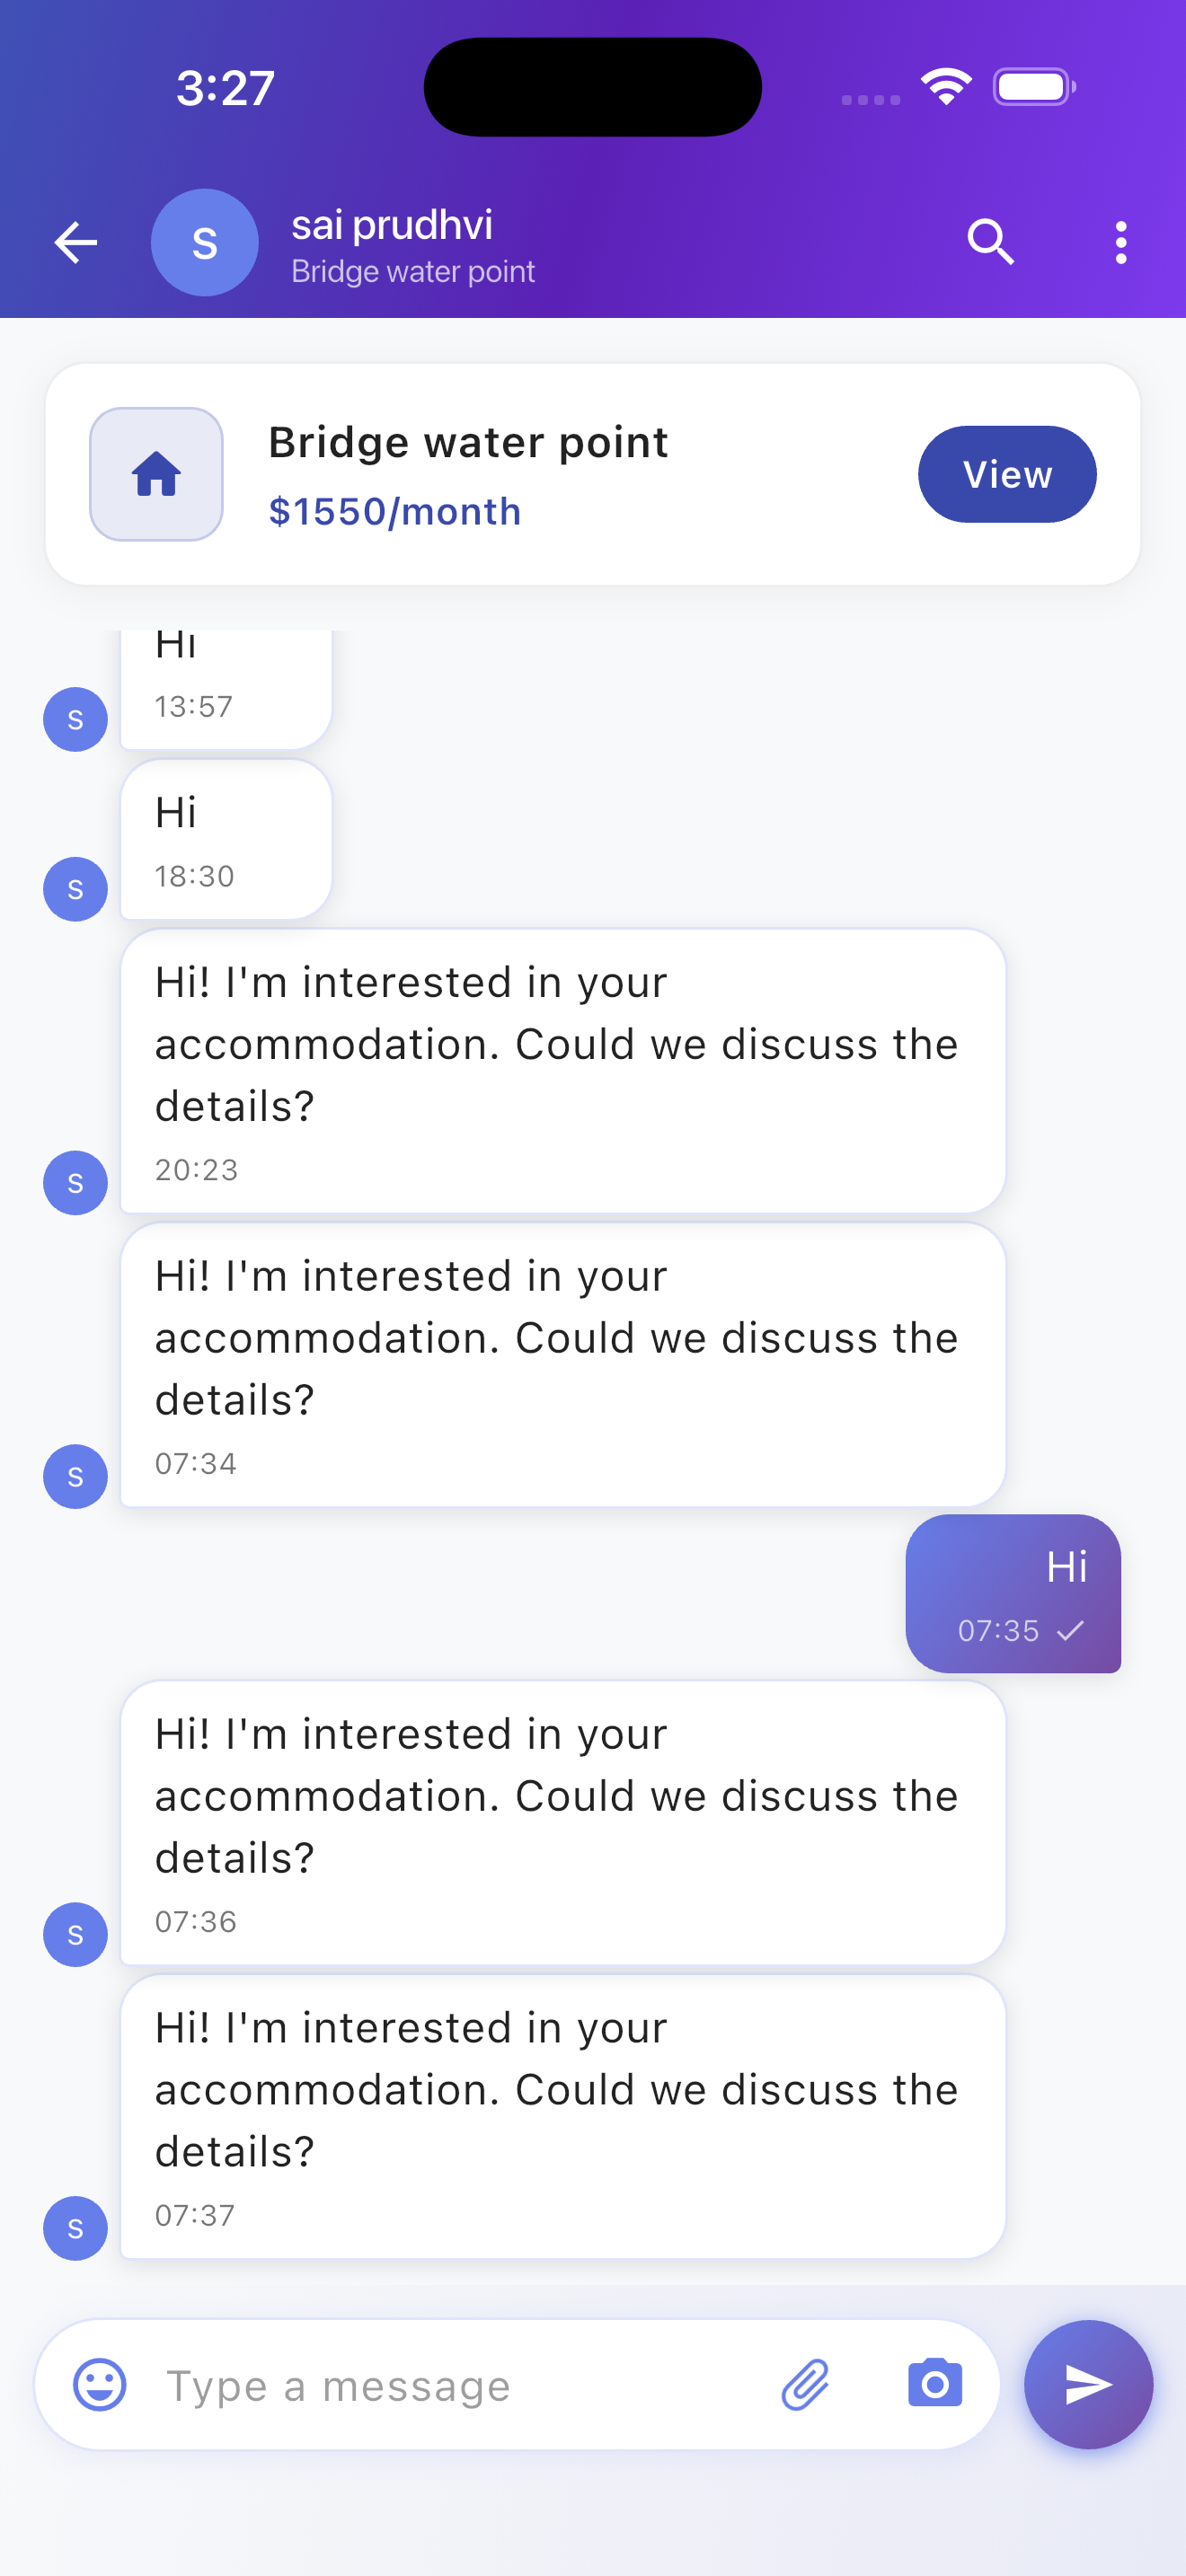 3:27
S
sai prudhvi
Bridge water point
Bridge water point
$1550/month
View
Hi
13:57
S
Hi
18:30
S
Hi! I'm interested in your
accommodation. Could we discuss the
details?
20:23
S
Hi! I'm interested in your
accommodation. Could we discuss the
details?
07:34
S
Hi
07:35
Hi! I'm interested in your
accommodation. Could we discuss the
details?
07:36
S
Hi! I'm interested in your
accommodation. Could we discuss the
details?
07:37
S
Type a message